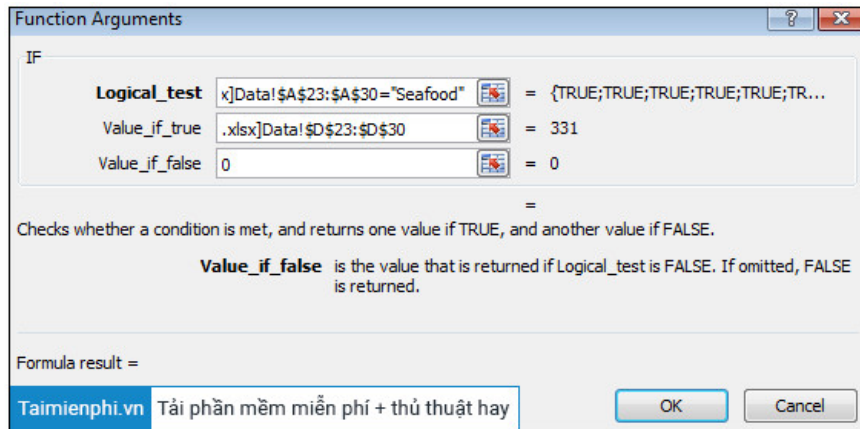 Function Arguments
IF
Logical_test x]Data!$A$23:$A$30="Seafood" = {TRUE;TRUE;TRUE;TRUE;TRUE;TR...
Value_if_true .xlsx]Data!$D$23:$D$30 = 331
Value_if_false 0 = 0
=
Checks whether a condition is met, and returns one value if TRUE, and another value if FALSE.
Value_if_false is the value that is returned if Logical_test is FALSE. If omitted, FALSE
is returned.
Formula result =
Taimienphi.vn Tải phần mềm miễn phí + thủ thuật hay OK Cancel